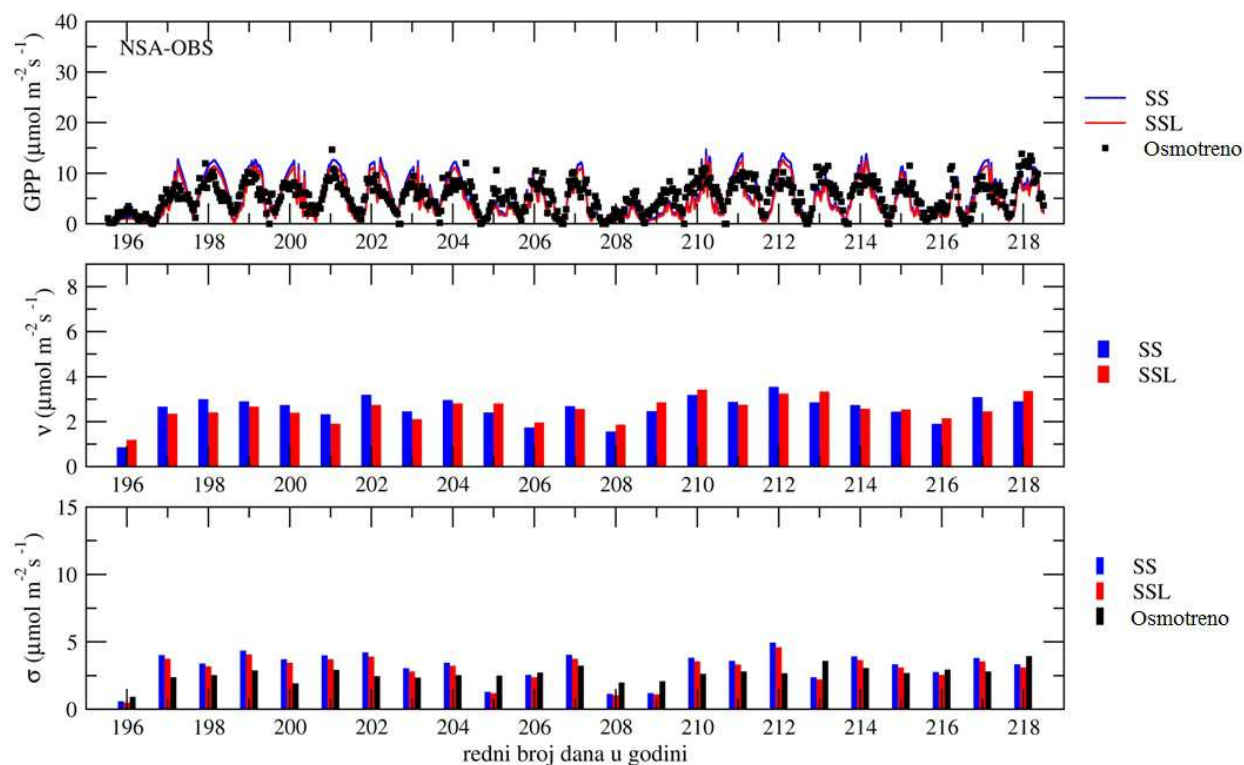 GPP (μmol m⁻² s⁻¹)
40
30
20
10
0
NSA-OBS
196 198 200 202 204 206 208 210 212 214 216 218
SS
SSL
Osmotreno
ν (μmol m⁻² s⁻¹)
8
6
4
2
0
196 198 200 202 204 206 208 210 212 214 216 218
SS
SSL
σ (μmol m⁻² s⁻¹)
15
10
5
0
196 198 200 202 204 206 208 210 212 214 216 218
SS
SSL
Osmotreno
redni broj dana u godini